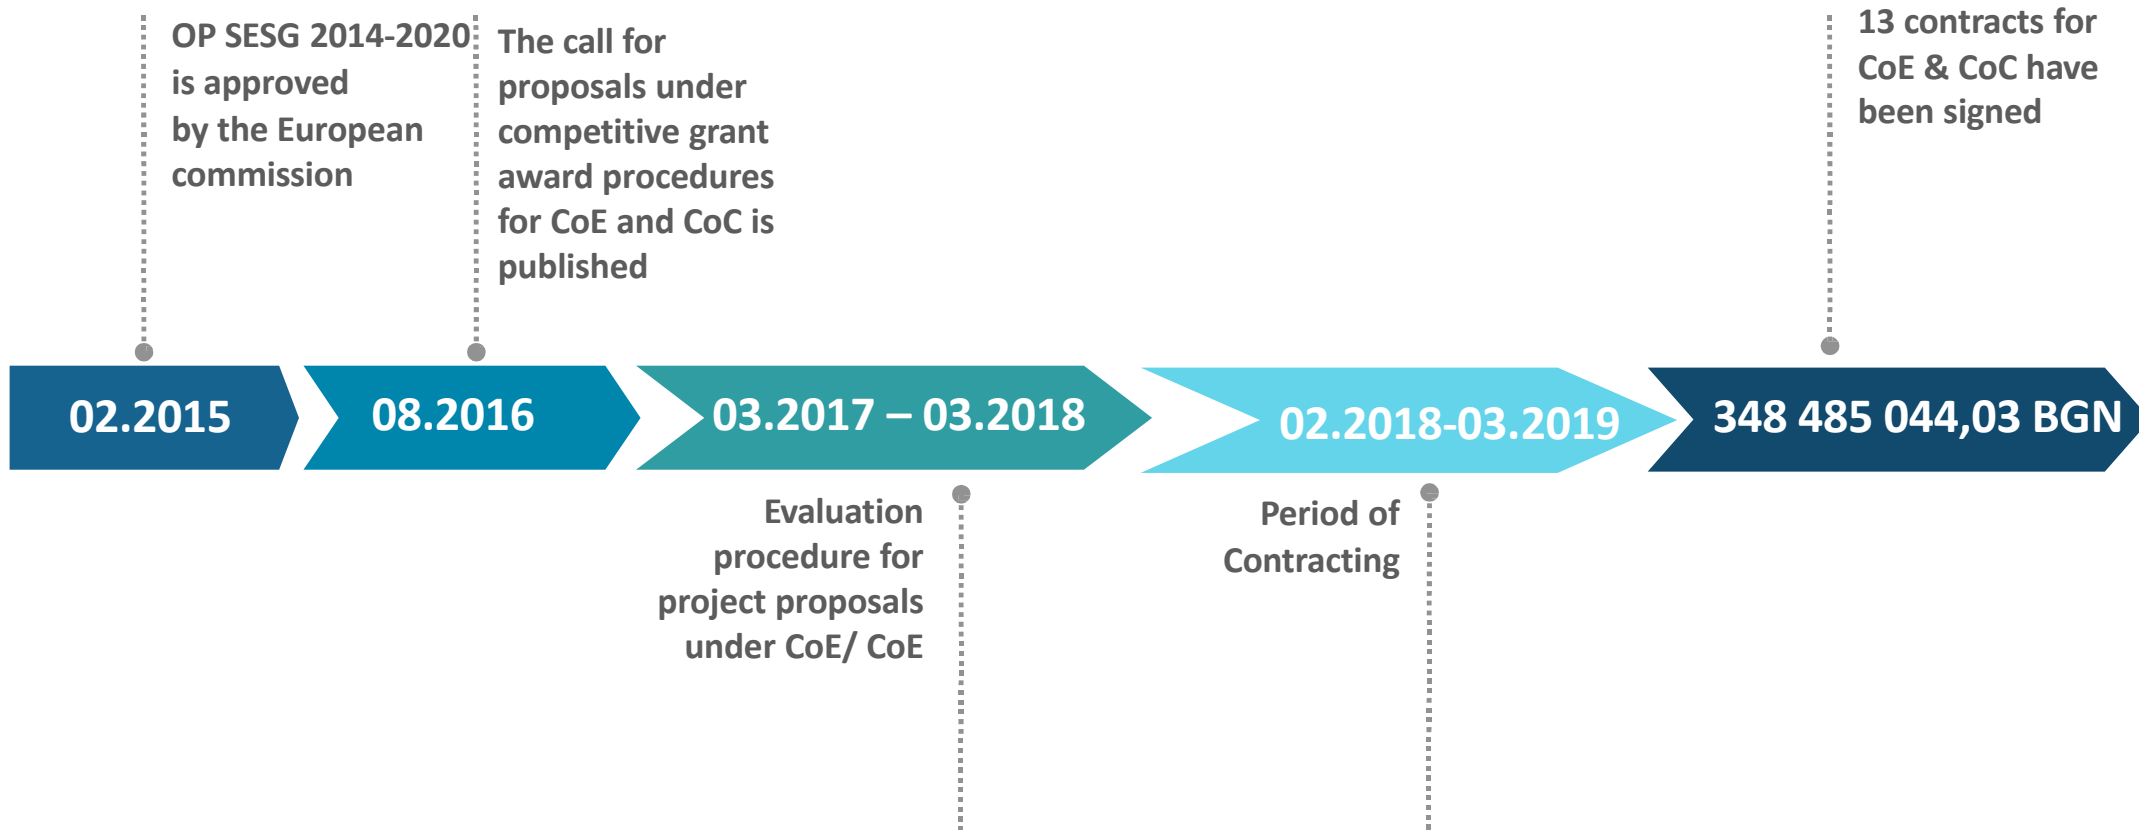 OP SESG 2014-2020
is approved
by the European
commission
The call for
proposals under
competitive grant
award procedures
for CoE and CoC is
published
13 contracts for
CoE & CoC have
been signed
02.2015
08.2016
03.2017 – 03.2018
02.2018-03.2019
348 485 044,03 BGN
Evaluation
procedure for
project proposals
under CoE/ CoE
Period of
Contracting